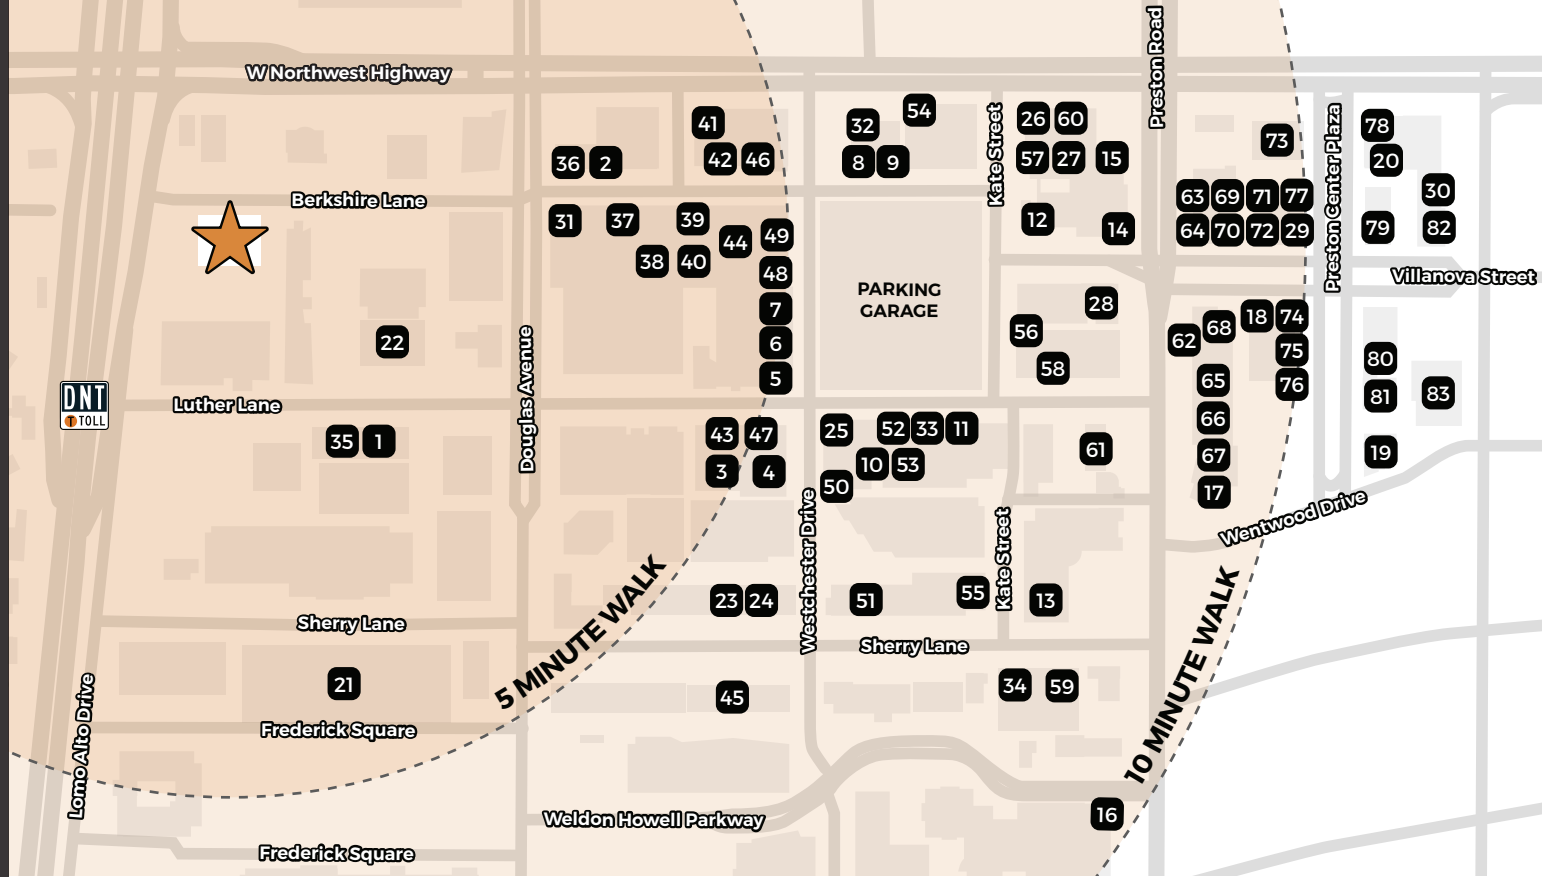 W Northwest Highway
Preston Road
41
32
54
Kate Street
26 60
73
Preston Center Plaza
78
36 2
42 46
8 9
57 27 15
20
Berkshire Lane
63 69 71 77
30
31 37 39
44 49
12 14
64 70 72 29
79 82
38 40
48
Villanova Street
PARKING
GARAGE
7
28
22
6
56
62 68 18 74
75
58
5
65
76
80
DNT
T TOLL
Luther Lane
Douglas Avenue
81 83
35 1
43 47
25 52 33 11
61
66
3 4
10 53
67
19
50
17
Wentwood Drive
Westchester Drive
Kate Street
5 MINUTE WALK
10 MINUTE WALK
23 24
51 55 13
Sherry Lane
Sherry Lane
21
45
34 59
Frederick Square
Lomo Alto Drive
Weldon Howell Parkway
16
Frederick Square